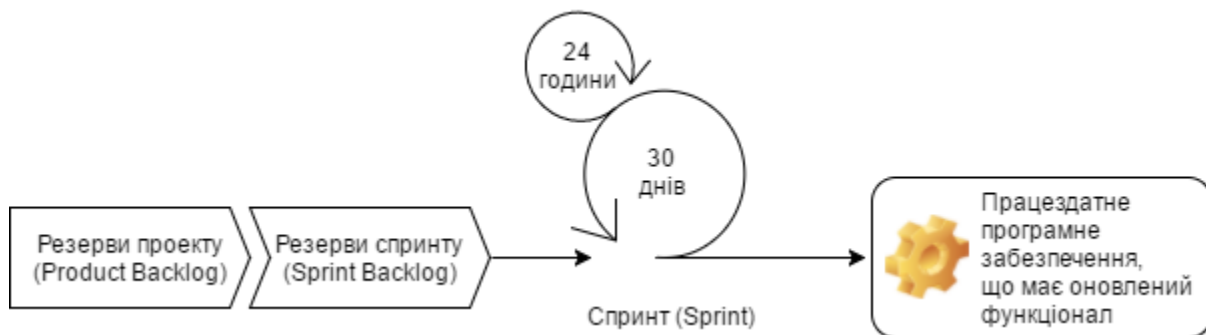 24
години
30
днів
Резерви проекту
(Product Backlog)
Резерви спринту
(Sprint Backlog)
Спринт (Sprint)
Працездатне
програмне
забезпечення,
що має оновлений
функціонал